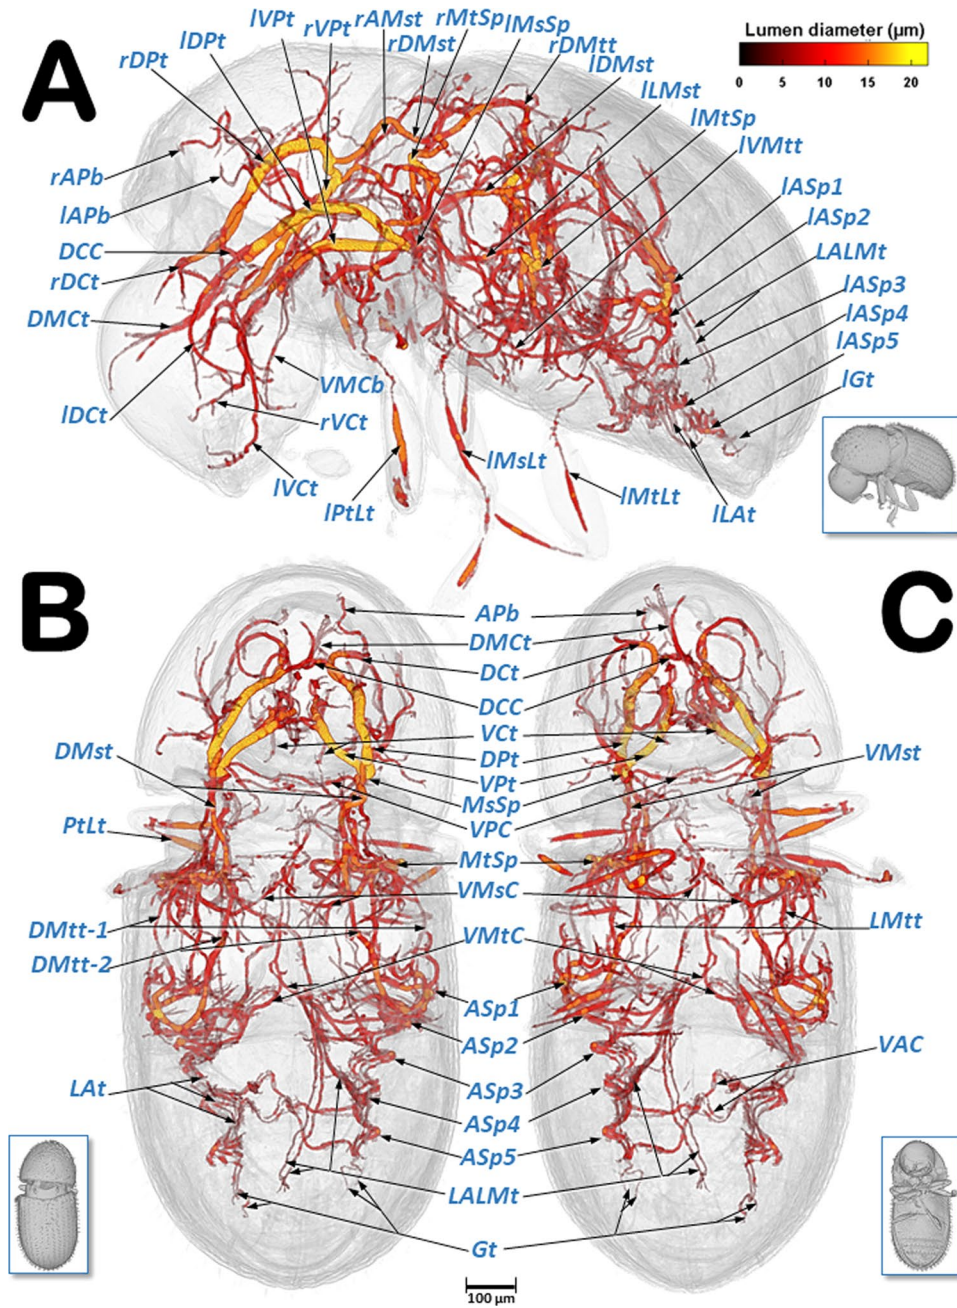 A
lVPt
rAMst
rMtSp
lMsSp
lDPt
rVPt
rDMst
rDMtt
rDPt
lDMst
lLMst
lMtSp
lVMtt
Lumen diameter (µm)
0 5 10 15 20
rAPb
lAPb
DCC
rDCt
DMCt
lASp1
lASp2
LALMt
lASp3
lASp4
lASp5
lGt
lDCt
VMCb
rVCt
lVCt
lPtLt
lMsLt
lMtLt
lLAt
B
C
APb
DMCt
DCt
DCC
VCt
DPt
VPt
MsSp
VPC
MtSp
VMsC
VMtC
ASp1
ASp2
ASp3
ASp4
ASp5
LALMt
Gt
DMst
PtLt
DMtt-1
DMtt-2
LAt
VMst
LMtt
VAC
100 µm